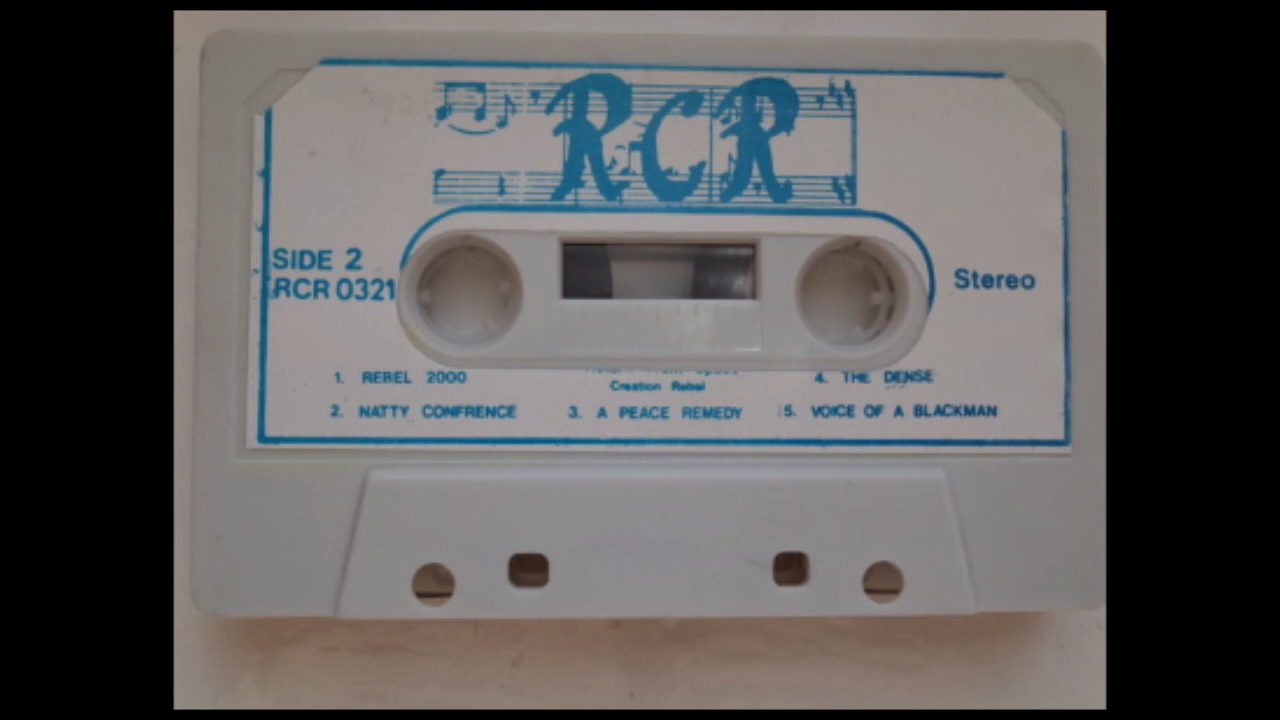 RCR
SIDE 2
RCR 0321
Stereo
Creation Rebel
1. REBEL 2000
2. NATTY CONFRENCE
3. A PEACE REMEDY
4. THE DENSE
5. VOICE OF A BLACKMAN